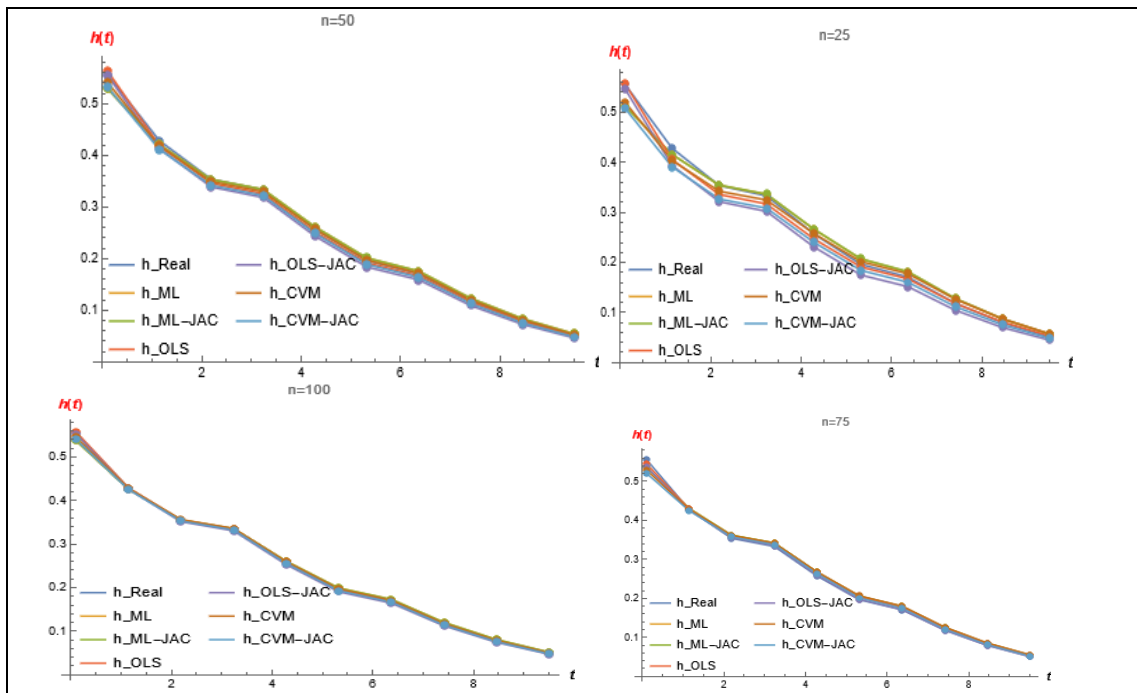 n=50
h(t)
0.5
0.4
0.3
0.2
0.1
h_Real h_OLS-JAC
h_ML h_CVM
h_ML-JAC h_CVM-JAC
h_OLS
2 4 6 8 t
n=25
h(t)
0.5
0.4
0.3
0.2
0.1
h_Real h_OLS-JAC
h_ML h_CVM
h_ML-JAC h_CVM-JAC
h_OLS
2 4 6 8 t
n=100
h(t)
0.5
0.4
0.3
0.2
0.1
h_Real h_OLS-JAC
h_ML h_CVM
h_ML-JAC h_CVM-JAC
h_OLS
2 4 6 8 t
n=75
h(t)
0.5
0.4
0.3
0.2
0.1
h_Real h_OLS-JAC
h_ML h_CVM
h_ML-JAC h_CVM-JAC
h_OLS
2 4 6 8 t